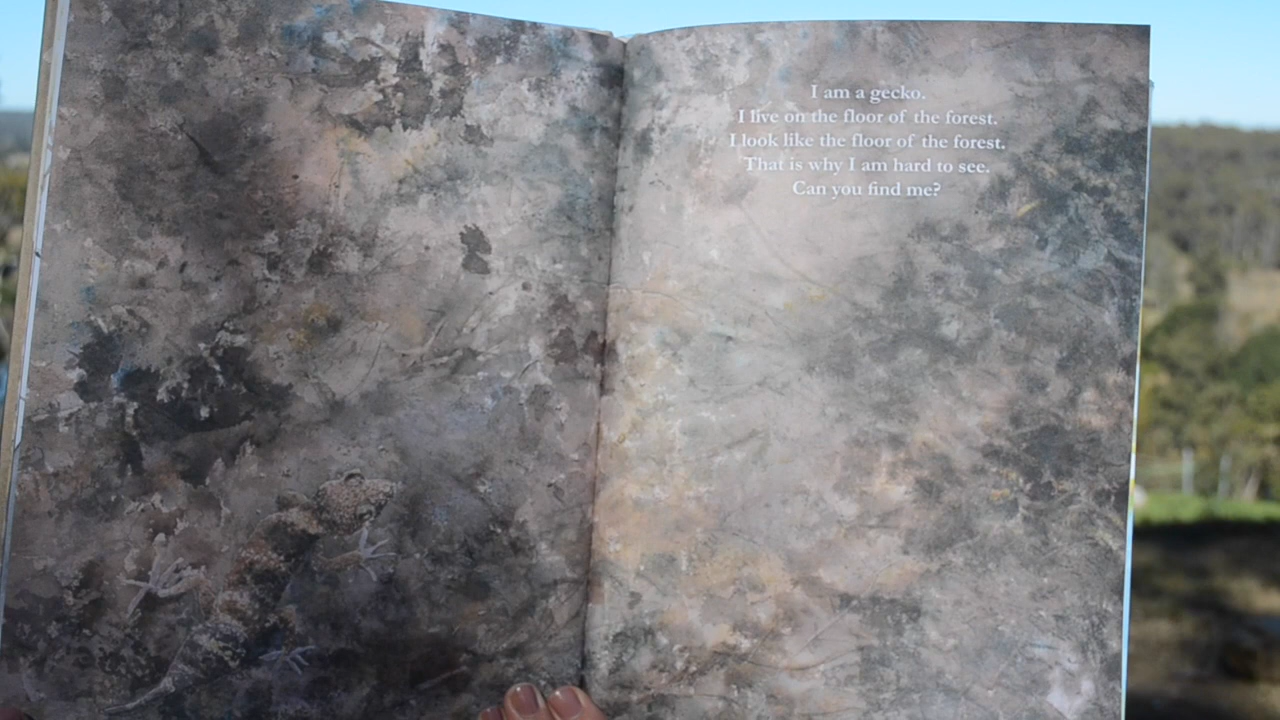 I am a gecko.
I live on the floor of the forest.
I look like the floor of the forest.
That is why I am hard to see.
Can you find me?